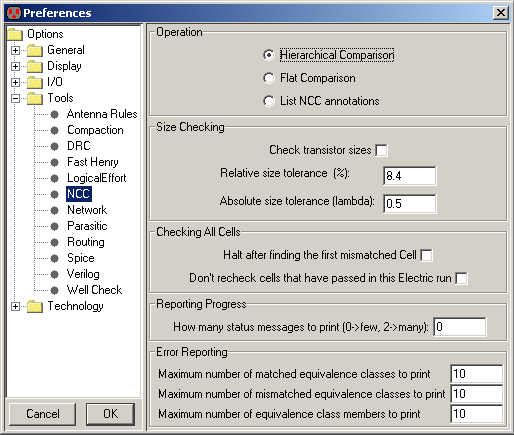 Preferences
Options
General
Display
I/O
Tools
Antenna Rules
Compaction
DRC
Fast Henry
LogicalEffort
NCC
Network
Parasitic
Routing
Spice
Verilog
Well Check
Technology
Cancel
OK
Operation
Hierarchical Comparison
Flat Comparison
List NCC annotations
Size Checking
Check transistor sizes
Relative size tolerance (%): 8.4
Absolute size tolerance (lambda): 0.5
Checking All Cells
Halt after finding the first mismatched Cell
Don't recheck cells that have passed in this Electric run
Reporting Progress
How many status messages to print (0->few, 2->many): 0
Error Reporting
Maximum number of matched equivalence classes to print 10
Maximum number of mismatched equivalence classes to print 10
Maximum number of equivalence class members to print 10